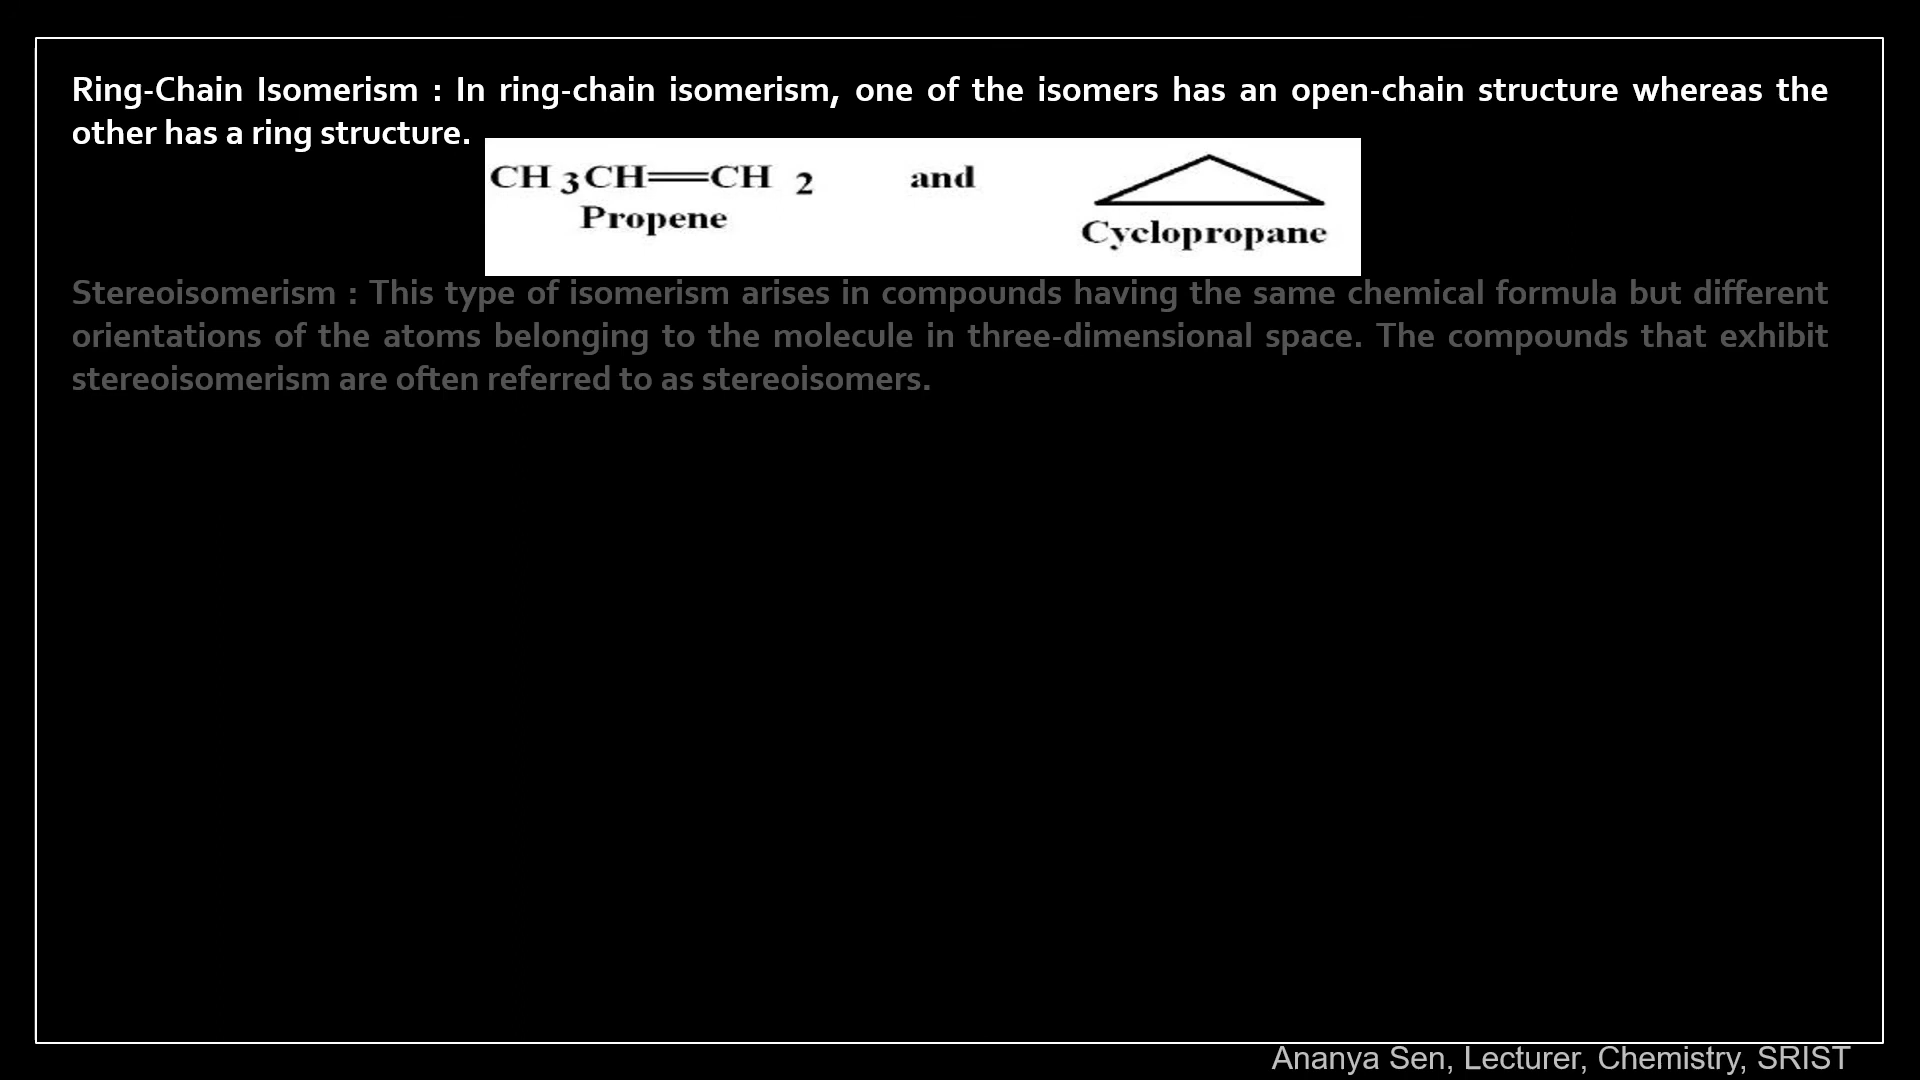 Ring-Chain Isomerism : In ring-chain isomerism, one of the isomers has an open-chain structure whereas the
other has a ring structure.
CH 3CH=CH 2 and
Propene
Cyclopropane
Stereoisomerism : This type of isomerism arises in compounds having the same chemical formula but different
orientations of the atoms belonging to the molecule in three-dimensional space. The compounds that exhibit
stereoisomerism are often referred to as stereoisomers.
Ananya Sen, Lecturer, Chemistry, SRIST